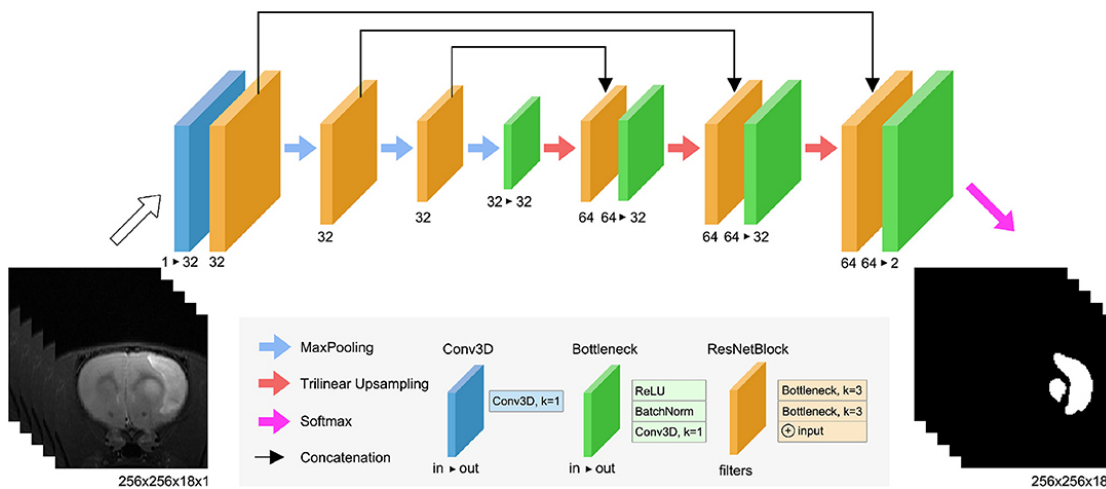 1 ▸ 32
32
32
32
32 ▸ 32
64
64 ▸ 32
64
64 ▸ 32
64
64 ▸ 2
256x256x18x1
256x256x18
MaxPooling
Trilinear Upsampling
Softmax
Concatenation
Conv3D
Conv3D, k=1
in ▸ out
Bottleneck
ReLU
BatchNorm
Conv3D, k=1
in ▸ out
ResNetBlock
Bottleneck, k=3
Bottleneck, k=3
⊕ input
filters